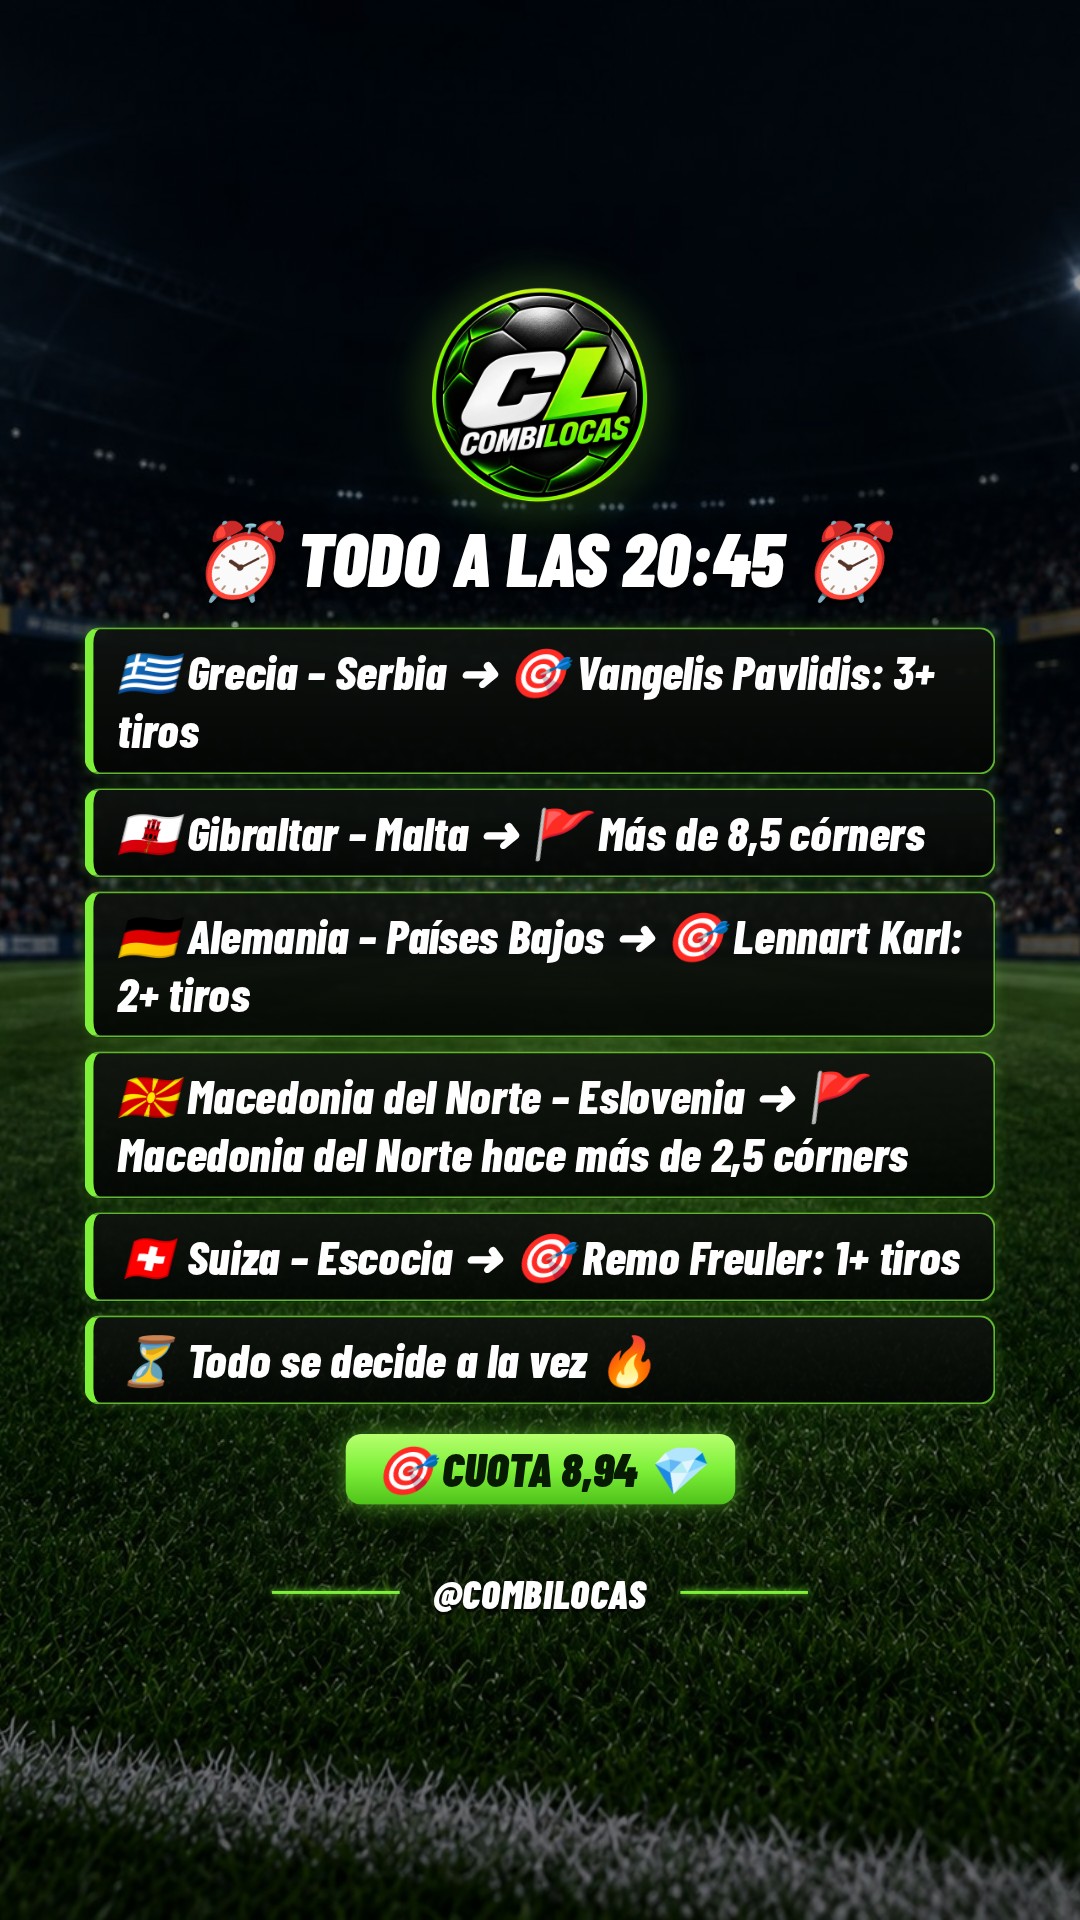 CL
COMBILOCAS
⏰ TODO A LAS 20:45 ⏰
🇬🇷 Grecia - Serbia ➜ 🎯 Vangelis Pavlidis: 3+
tiros
🇬🇮 Gibraltar - Malta ➜ 🚩 Más de 8,5 córners
🇩🇪 Alemania - Países Bajos ➜ 🎯 Lennart Karl:
2+ tiros
🇲🇰 Macedonia del Norte - Eslovenia ➜ 🚩
Macedonia del Norte hace más de 2,5 córners
🇨🇭 Suiza - Escocia ➜ 🎯 Remo Freuler: 1+ tiros
⏳ Todo se decide a la vez 🔥
🎯 CUOTA 8,94 💎
@COMBILOCAS